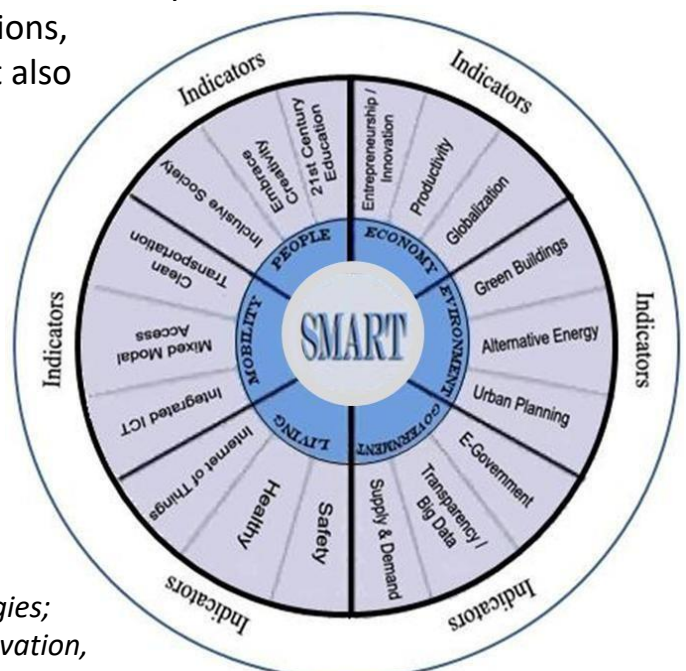 ions,
t also
Indicators
Indicators
Indicators
Indicators
Indicators
Indicators
Entrepreneurship /
Innovation
Productivity
Globalization
Green Buildings
Alternative Energy
Urban Planning
E-Government
Transparency /
Big Data
Supply & Demand
Safety
Healthy
Internet of Things
Integrated ICT
Mixed Modal
Access
Clean
Transportation
Inclusive Society
Embrace
Creativity
21st Century
Education
PEOPLE
ECONOMY
EVIRONMENT
GOVERNMENT
LIVING
MOBILITY
SMART
gies;
vation,